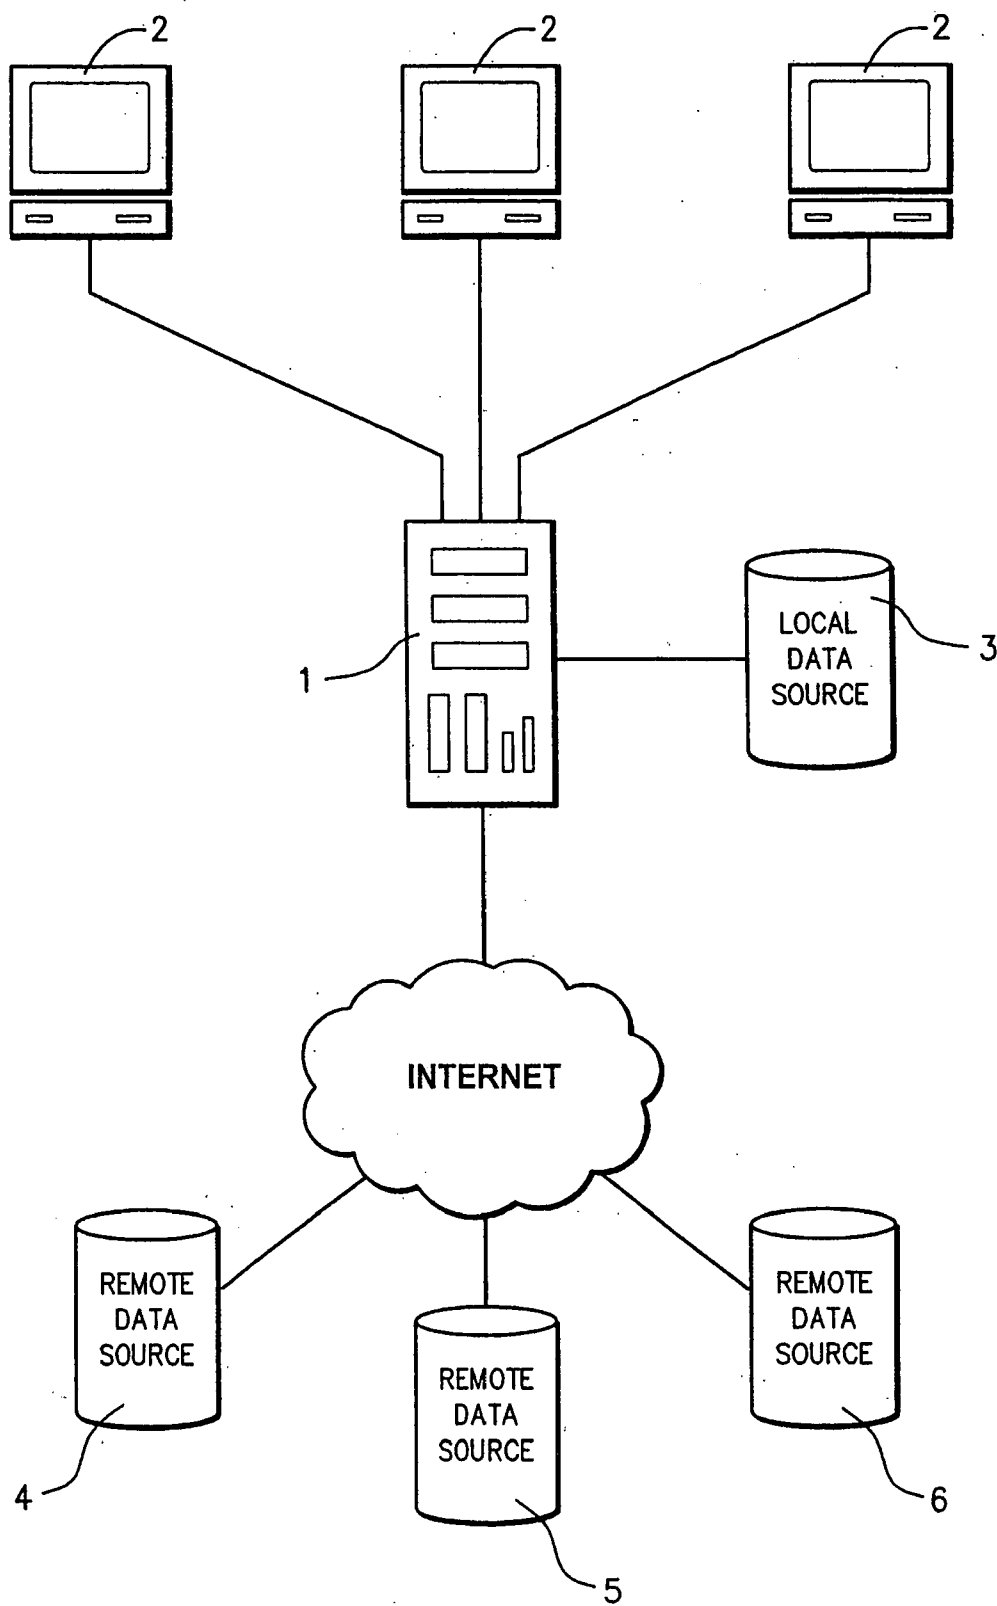 2
2
2
LOCAL
DATA
SOURCE
3
1
INTERNET
REMOTE
DATA
SOURCE
4
REMOTE
DATA
SOURCE
5
REMOTE
DATA
SOURCE
6